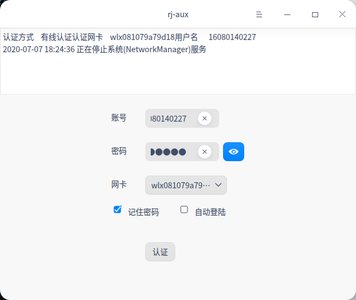 rj-aux
认证方式 有线认证认证网卡 wlx081079a79d18用户名 16080140227
2020-07-07 18:24:36 正在停止系统(NetworkManager)服务
账号 80140227
密码
网卡 wlx081079a79···
记住密码 自动登陆
认证